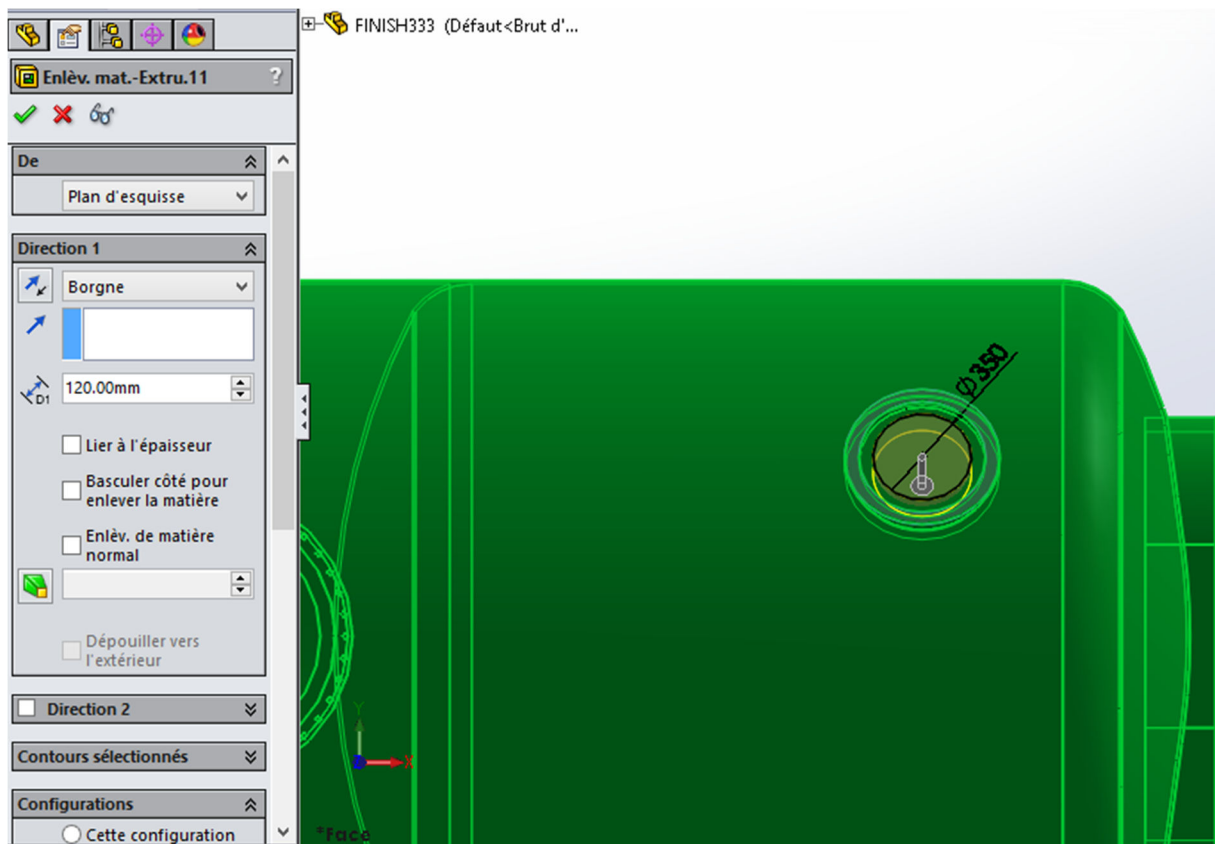 FINISH333 (Défaut<Brut d'...
Enlèv. mat.-Extru.11
?
De
Plan d'esquisse
Direction 1
Borgne
D1
120.00mm
Lier à l'épaisseur
Basculer côté pour
enlever la matière
Enlèv. de matière
normal
Dépouiller vers
l'extérieur
Direction 2
Contours sélectionnés
Configurations
Cette configuration
Φ350
Y
X
*Face